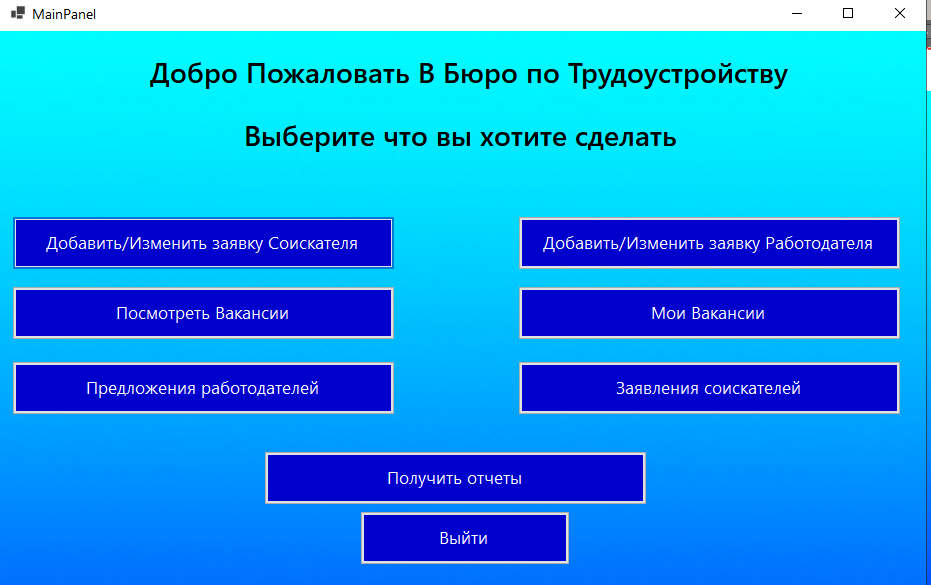 MainPanel
Добро Пожаловать В Бюро по Трудоустройству
Выберите что вы хотите сделать
Добавить/Изменить заявку Соискателя
Добавить/Изменить заявку Работодателя
Посмотреть Вакансии
Мои Вакансии
Предложения работодателей
Заявления соискателей
Получить отчеты
Выйти